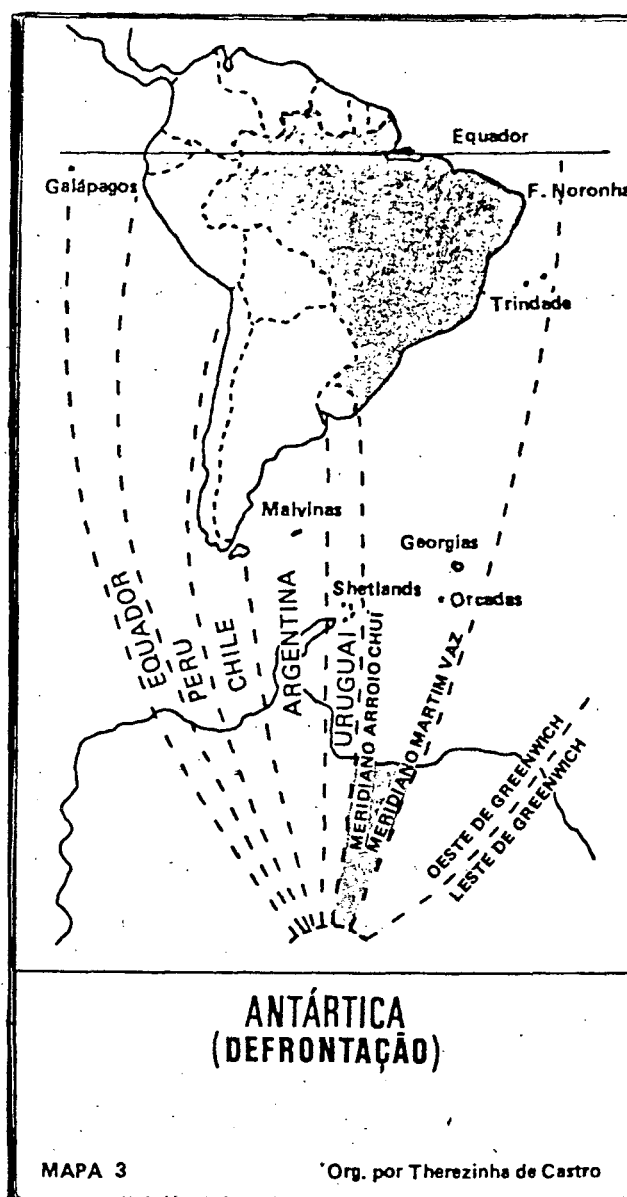 Equador
Galápagos
F. Noronha
Trindade
Malvinas
Georgias
Shetlands
Orcadas
EQUADOR
PERU
CHILE
ARGENTINA
URUGUAI
MERIDIANO ARROIO CHUÍ
MERIDIANO MARTIM VAZ
OESTE DE GREENWICH
LESTE DE GREENWICH
ANTÁRTICA
(DEFRONTAÇÃO)
MAPA 3
Org. por Therezinha de Castro